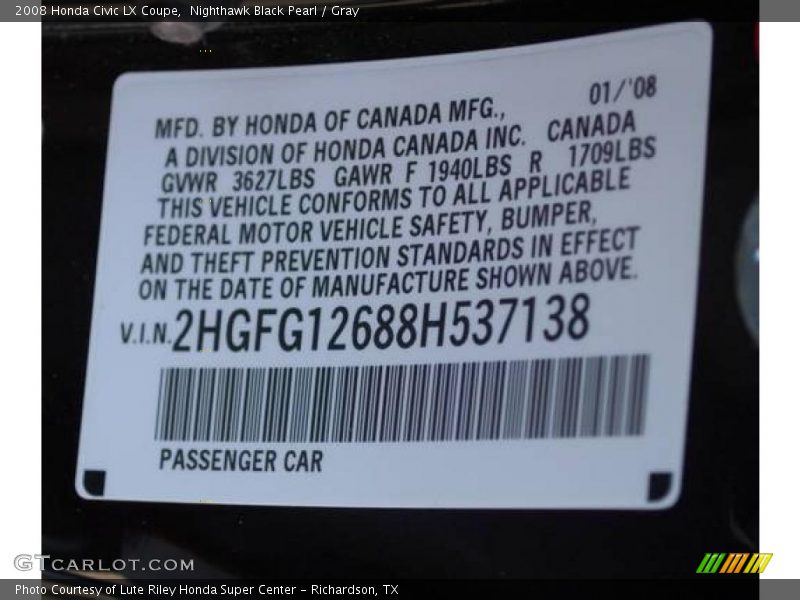 2008 Honda Civic LX Coupe, Nighthawk Black Pearl / Gray
01/'08
MFD. BY HONDA OF CANADA MFG.,
A DIVISION OF HONDA CANADA INC. CANADA
GVWR 3627LBS GAWR F 1940LBS R 1709LBS
THIS VEHICLE CONFORMS TO ALL APPLICABLE
FEDERAL MOTOR VEHICLE SAFETY, BUMPER,
AND THEFT PREVENTION STANDARDS IN EFFECT
ON THE DATE OF MANUFACTURE SHOWN ABOVE.
V.I.N. 2HGFG12688H537138
PASSENGER CAR
GTCARLOT.COM
Photo Courtesy of Lute Riley Honda Super Center - Richardson, TX